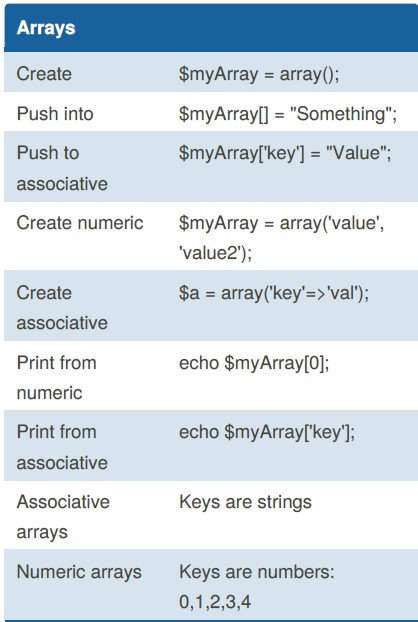 Arrays
Create $myArray = array();
Push into $myArray[] = "Something";
Push to $myArray['key'] = "Value";
associative
Create numeric $myArray = array('value',
'value2');
Create $a = array('key'=>'val');
associative
Print from echo $myArray[0];
numeric
Print from echo $myArray['key'];
associative
Associative Keys are strings
arrays
Numeric arrays Keys are numbers:
0,1,2,3,4